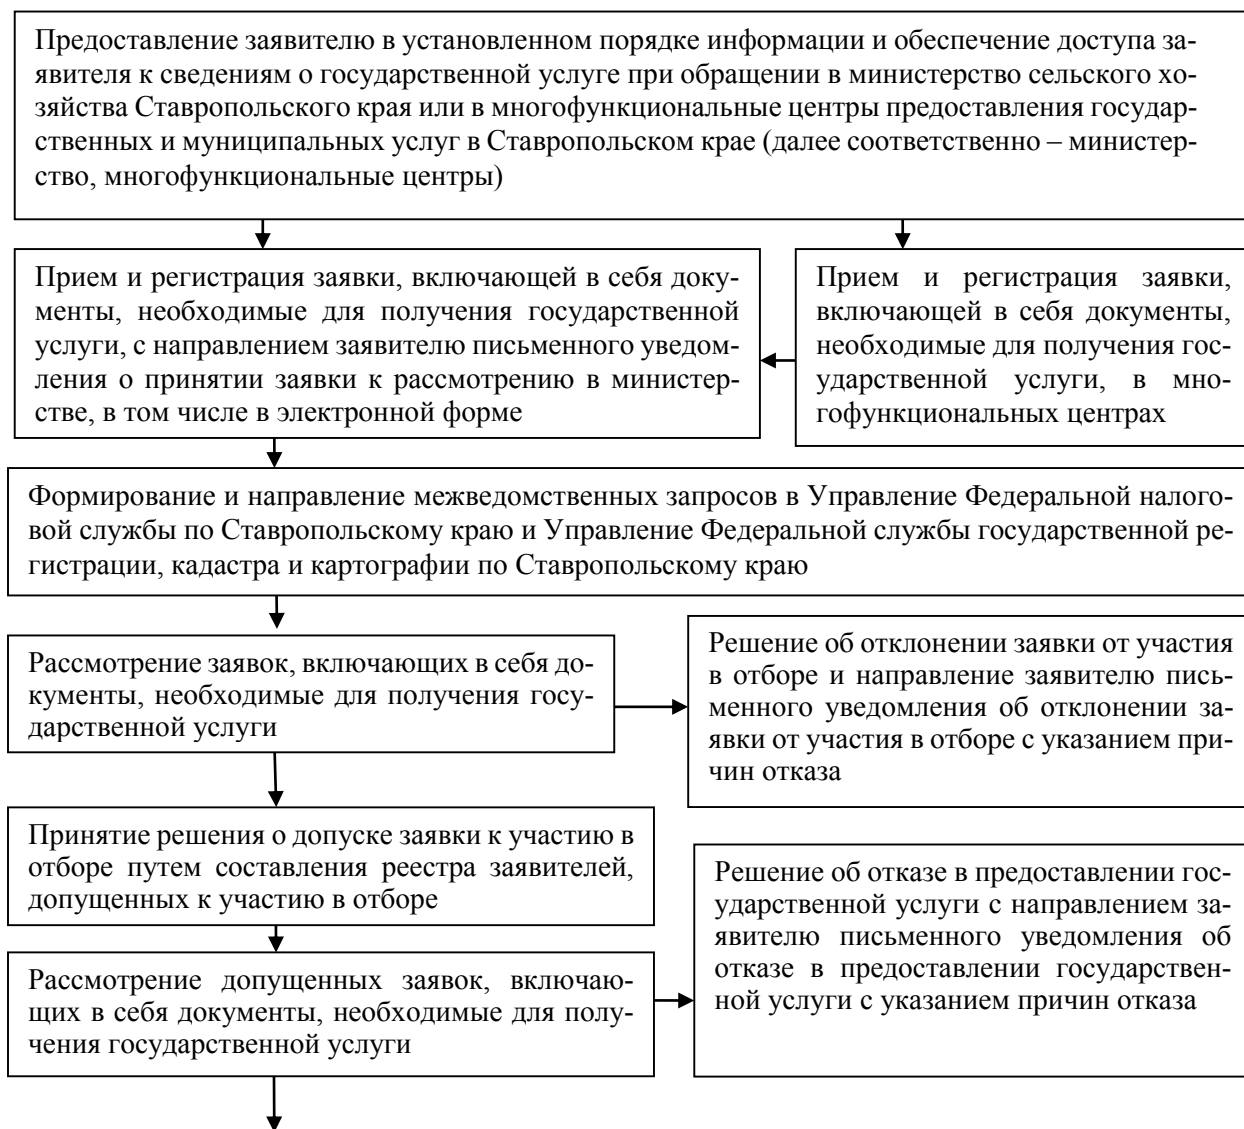 Предоставление заявителю в установленном порядке информации и обеспечение доступа за-
явителя к сведениям о государственной услуге при обращении в министерство сельского хо-
зяйства Ставропольского края или в многофункциональные центры предоставления государ-
ственных и муниципальных услуг в Ставропольском крае (далее соответственно – министер-
ство, многофункциональные центры)
Прием и регистрация заявки, включающей в себя доку-
менты, необходимые для получения государственной
услуги, с направлением заявителю письменного уведом-
ления о принятии заявки к рассмотрению в министер-
стве, в том числе в электронной форме
Прием и регистрация заявки,
включающей в себя документы,
необходимые для получения гос-
ударственной услуги, в мно-
гофункциональных центрах
Формирование и направление межведомственных запросов в Управление Федеральной налого-
вой службы по Ставропольскому краю и Управление Федеральной службы государственной ре-
гистрации, кадастра и картографии по Ставропольскому краю
Рассмотрение заявок, включающих в себя до-
кументы, необходимые для получения госу-
дарственной услуги
Решение об отклонении заявки от участия
в отборе и направление заявителю пись-
менного уведомления об отклонении за-
явки от участия в отборе с указанием при-
чин отказа
Принятие решения о допуске заявки к участию в
отборе путем составления реестра заявителей,
допущенных к участию в отборе
Решение об отказе в предоставлении гос-
ударственной услуги с направлением за-
явителю письменного уведомления об
отказе в предоставлении государствен-
ной услуги с указанием причин отказа
Рассмотрение допущенных заявок, включаю-
щих в себя документы, необходимые для полу-
чения государственной услуги